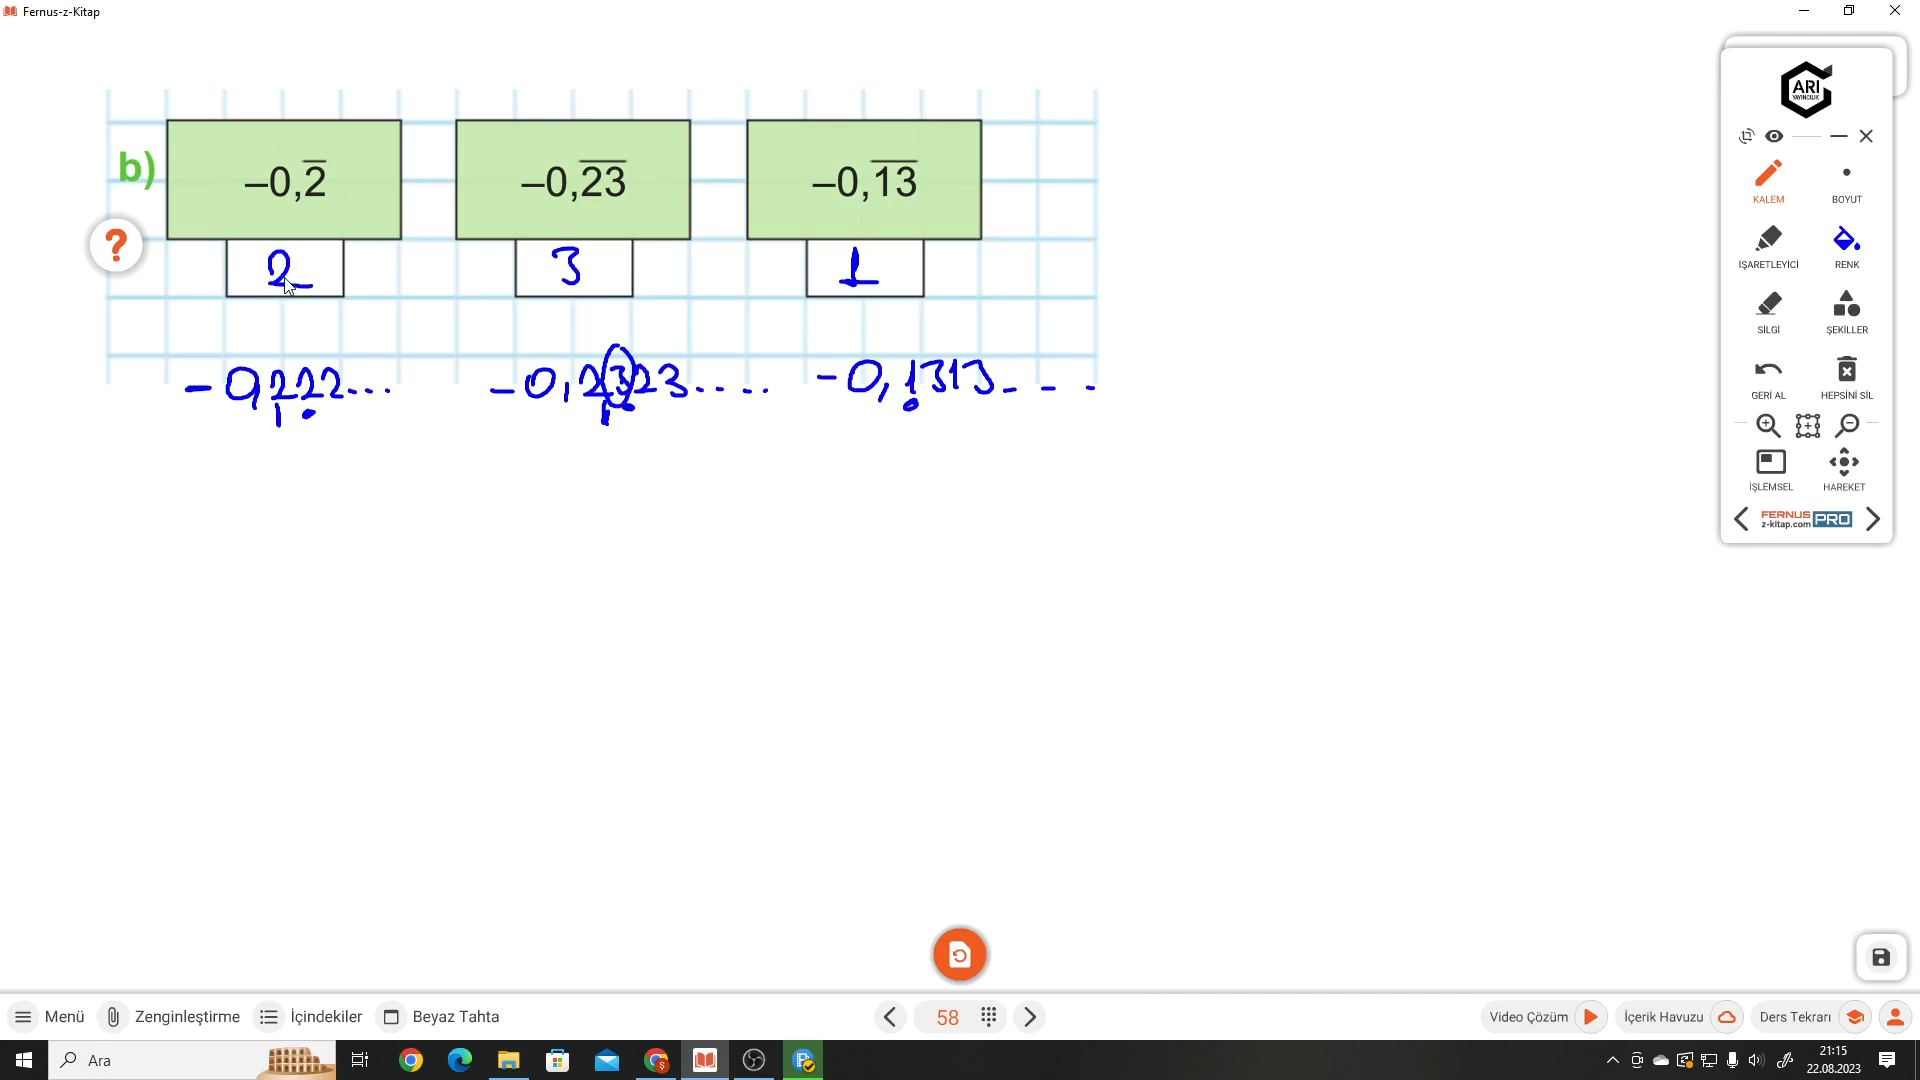 Fernus-z-Kitap
ARI
YAYINCILIK
b)
–0,2̅
–0,2̅3̅
–0,1̅3̅
2
3
1
-0,222...
-0,2323.....
-0,1313- - -
?
KALEM
BOYUT
İŞARETLEYİCİ
RENK
SİLGİ
ŞEKİLLER
GERİ AL
HEPSİNİ SİL
İŞLEMSEL
HAREKET
FERNUS
z-kitap.com PRO
Menü
Zenginleştirme
İçindekiler
Beyaz Tahta
58
Video Çözüm
İçerik Havuzu
Ders Tekrarı
Ara
21:15
22.08.2023